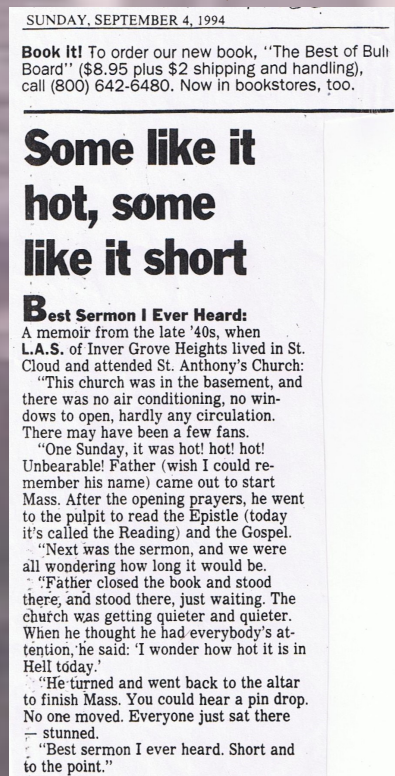 SUNDAY, SEPTEMBER 4, 1994
Book it! To order our new book, "The Best of
Board" ($8.95 plus $2 shipping and handling),
call (800) 642-6480. Now in bookstores, too.
Some like it
hot, some
like it short
Best Sermon I Ever Heard:
A memoir from the late '40s, when
L.A.S. of Inver Grove Heights lived in St.
Cloud and attended St. Anthony's Church:
"This church was in the basement, and
there was no air conditioning, no win-
dows to open, hardly any circulation.
There may have been a few fans.
"One Sunday, it was hot! hot! hot!
Unbearable! Father (wish I could re-
member his name) came out to start
Mass. After the opening prayers, he went
to the pulpit to read the Epistle (today
it's called the Reading) and the Gospel.
"Next was the sermon, and we were
all wondering how long it would be.
"Father closed the book and stood
there, and stood there, just waiting. The
church was getting quieter and quieter.
When he thought he had everybody's at-
tention, he said: 'I wonder how hot it is in
Hell today.'
"He turned and went back to the altar
to finish Mass. You could hear a pin drop.
No one moved. Everyone just sat there
— stunned.
"Best sermon I ever heard. Short and
to the point."